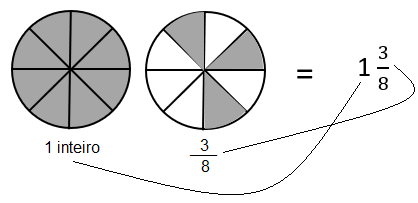 = 1 3/8
1 inteiro
3/8